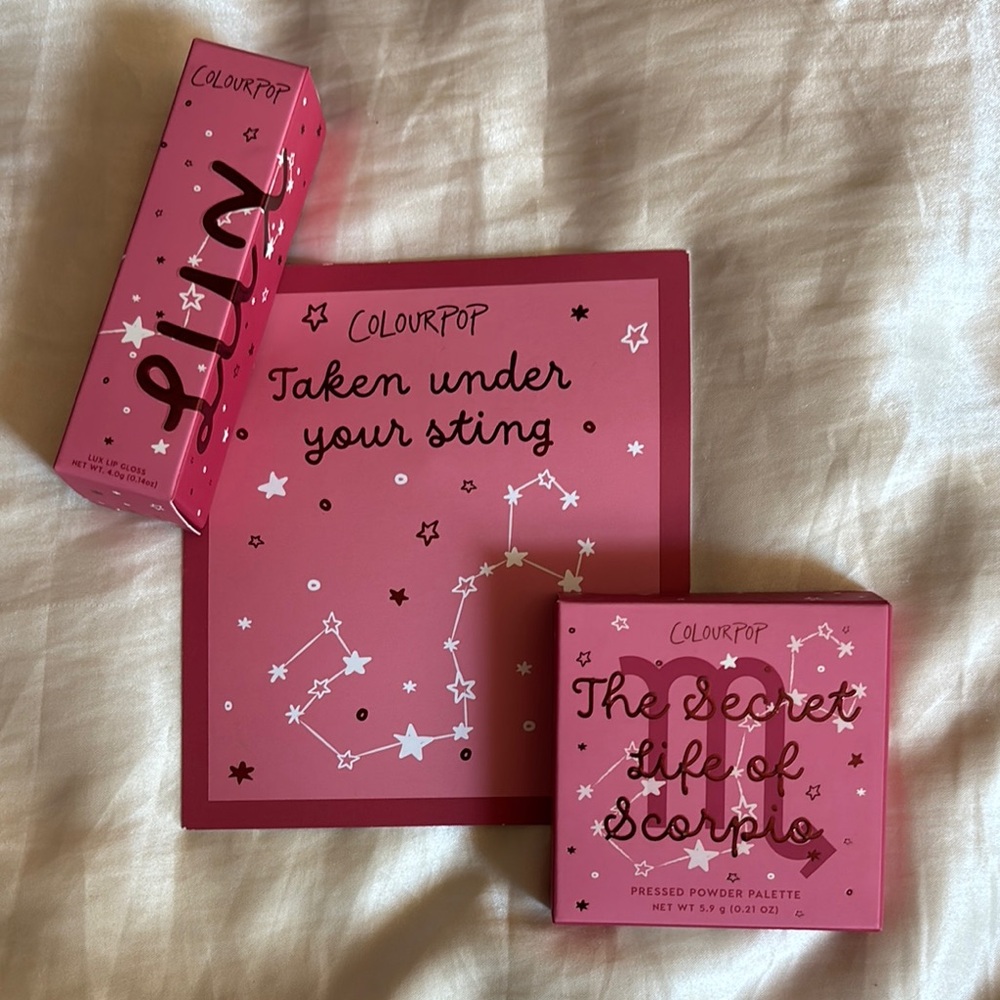 COLOURPOP
LUX
LUX LIP GLOSS
NET WT. 4.0g (0.14oz)
COLOURPOP
Taken under
your sting
COLOURPOP
The Secret
Life of
Scorpio
PRESSED POWDER PALETTE
NET WT 5.9 g (0.21 OZ)